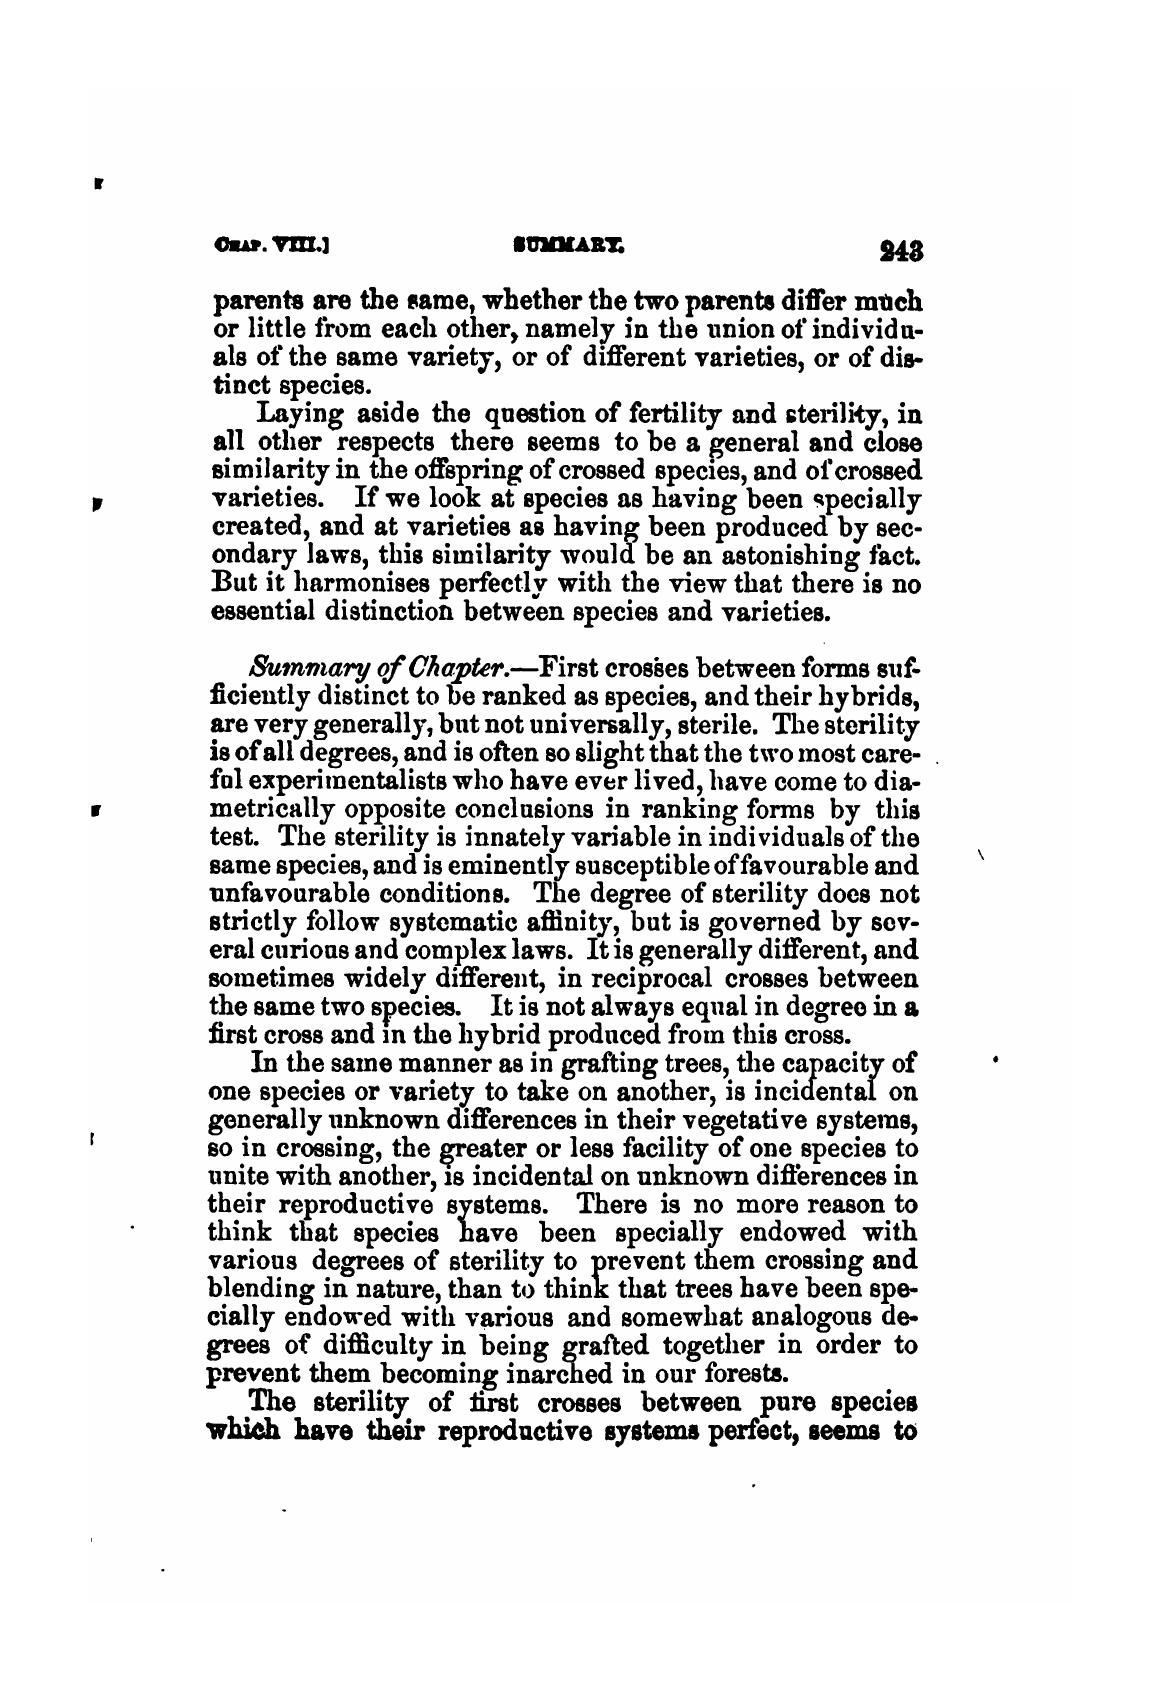 CHAP. VIII.] SUMMARY. 243
parents are the same, whether the two parents differ much
or little from each other, namely in the union of individu-
als of the same variety, or of different varieties, or of dis-
tinct species.
Laying aside the question of fertility and sterility, in
all other respects there seems to be a general and close
similarity in the offspring of crossed species, and of crossed
varieties. If we look at species as having been specially
created, and at varieties as having been produced by sec-
ondary laws, this similarity would be an astonishing fact.
But it harmonises perfectly with the view that there is no
essential distinction between species and varieties.
Summary of Chapter.—First crosses between forms suf-
ficiently distinct to be ranked as species, and their hybrids,
are very generally, but not universally, sterile. The sterility
is of all degrees, and is often so slight that the two most care-
ful experimentalists who have ever lived, have come to dia-
metrically opposite conclusions in ranking forms by this
test. The sterility is innately variable in individuals of the
same species, and is eminently susceptible of favourable and
unfavourable conditions. The degree of sterility does not
strictly follow systematic affinity, but is governed by sev-
eral curious and complex laws. It is generally different, and
sometimes widely different, in reciprocal crosses between
the same two species. It is not always equal in degree in a
first cross and in the hybrid produced from this cross.
In the same manner as in grafting trees, the capacity of
one species or variety to take on another, is incidental on
generally unknown differences in their vegetative systems,
so in crossing, the greater or less facility of one species to
unite with another, is incidental on unknown differences in
their reproductive systems. There is no more reason to
think that species have been specially endowed with
various degrees of sterility to prevent them crossing and
blending in nature, than to think that trees have been spe-
cially endowed with various and somewhat analogous de-
grees of difficulty in being grafted together in order to
prevent them becoming inarched in our forests.
The sterility of first crosses between pure species
which have their reproductive systems perfect, seems to